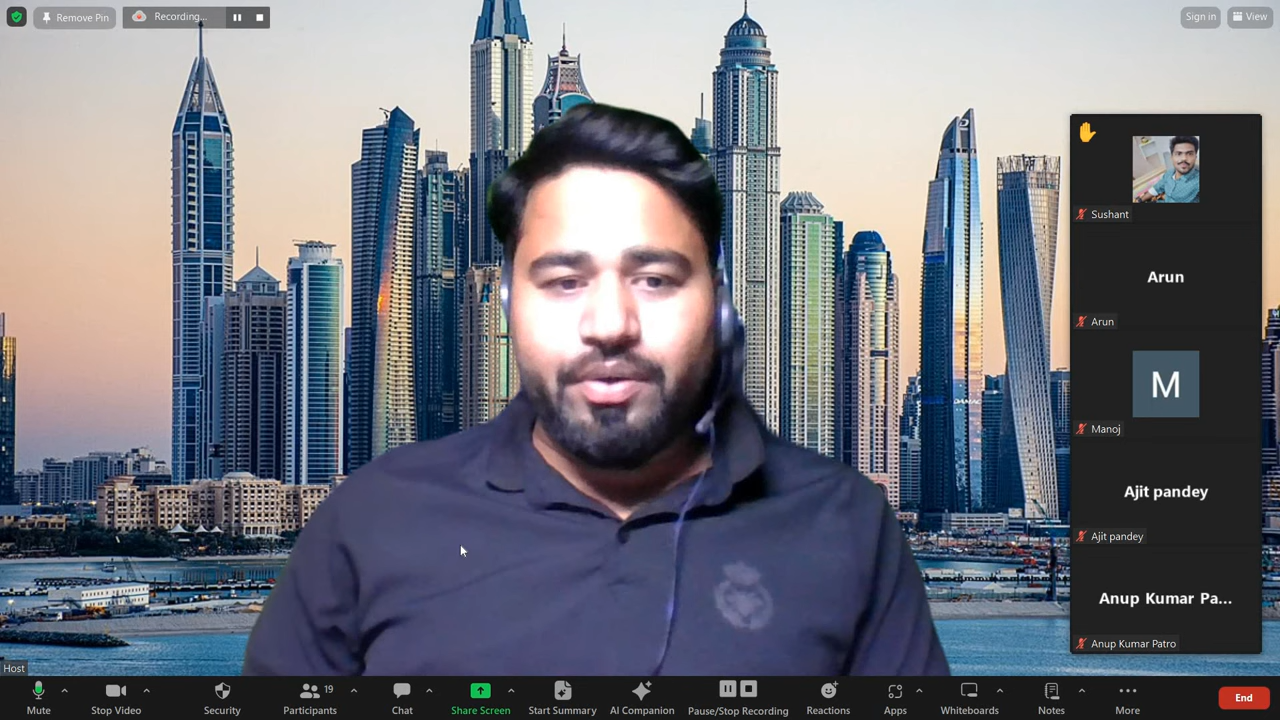 Remove Pin
Recording...
Sign in
View
Sushant
Arun
Arun
M
Manoj
Ajit pandey
Ajit pandey
Anup Kumar Pa...
Anup Kumar Patro
DAMAC
Host
Mute
Stop Video
Security
19
Participants
Chat
Share Screen
Start Summary
AI Companion
Pause/Stop Recording
Reactions
Apps
Whiteboards
Notes
More
End